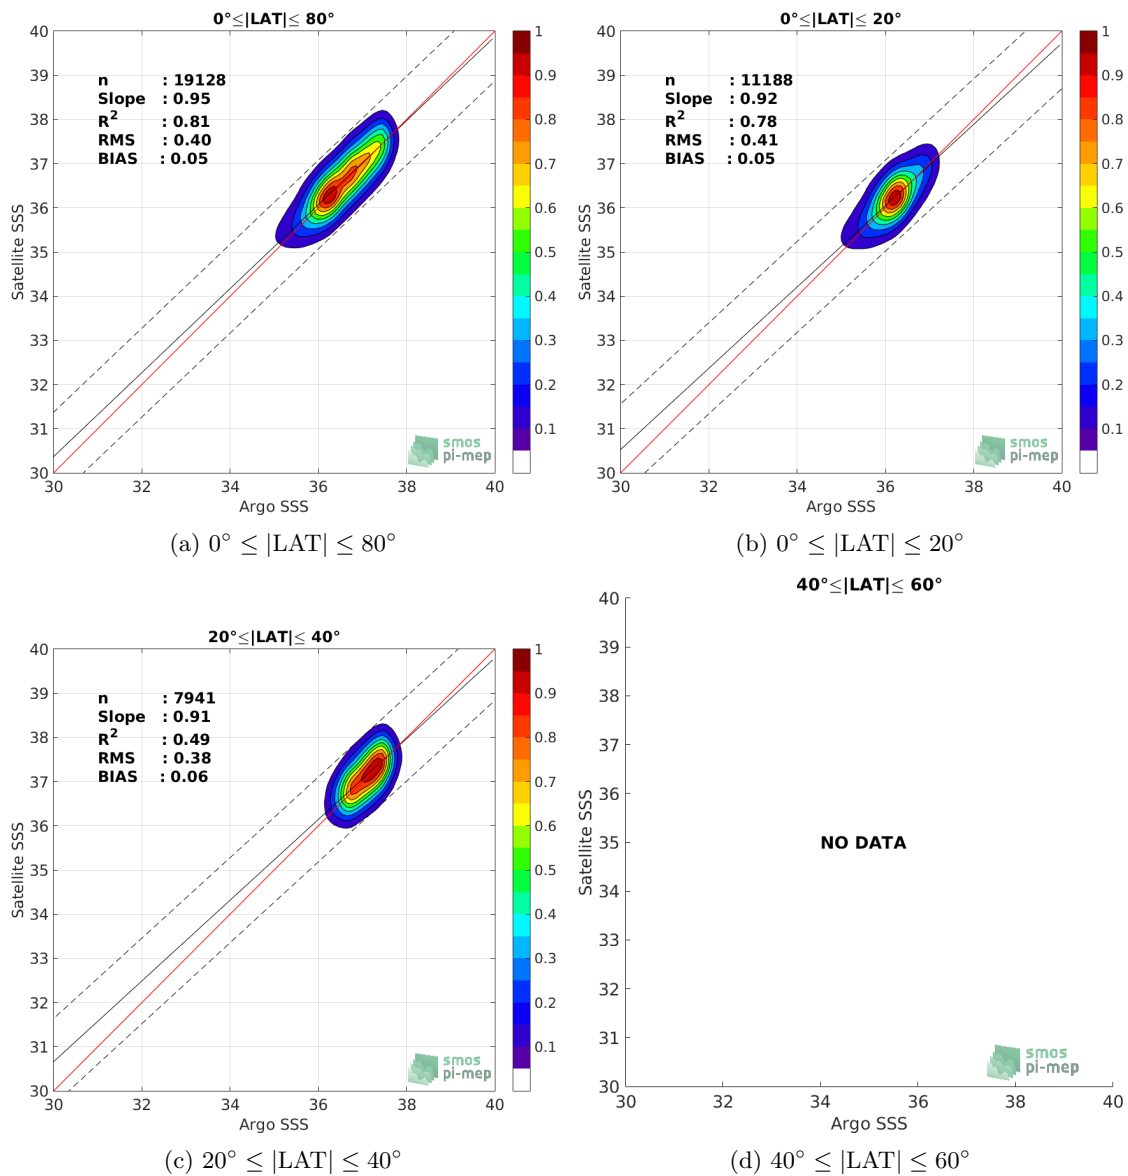 0°≤|LAT|≤ 80°
40
39
38
37
36
35
34
33
32
31
30
Satellite SSS
n : 19128
Slope : 0.95
R2 : 0.81
RMS : 0.40
BIAS : 0.05
30 32 34 36 38 40
Argo SSS
1
0.9
0.8
0.7
0.6
0.5
0.4
0.3
0.2
0.1
smos
pi-mep
(a) 0° ≤ |LAT| ≤ 80°
0°≤|LAT|≤ 20°
40
39
38
37
36
35
34
33
32
31
30
Satellite SSS
n : 11188
Slope : 0.92
R2 : 0.78
RMS : 0.41
BIAS : 0.05
30 32 34 36 38 40
Argo SSS
1
0.9
0.8
0.7
0.6
0.5
0.4
0.3
0.2
0.1
smos
pi-mep
(b) 0° ≤ |LAT| ≤ 20°
20°≤|LAT|≤ 40°
40
39
38
37
36
35
34
33
32
31
30
Satellite SSS
n : 7941
Slope : 0.91
R2 : 0.49
RMS : 0.38
BIAS : 0.06
30 32 34 36 38 40
Argo SSS
1
0.9
0.8
0.7
0.6
0.5
0.4
0.3
0.2
0.1
smos
pi-mep
(c) 20° ≤ |LAT| ≤ 40°
40°≤|LAT|≤ 60°
40
39
38
37
36
35
34
33
32
31
30
Satellite SSS
NO DATA
30 32 34 36 38 40
Argo SSS
smos
pi-mep
(d) 40° ≤ |LAT| ≤ 60°